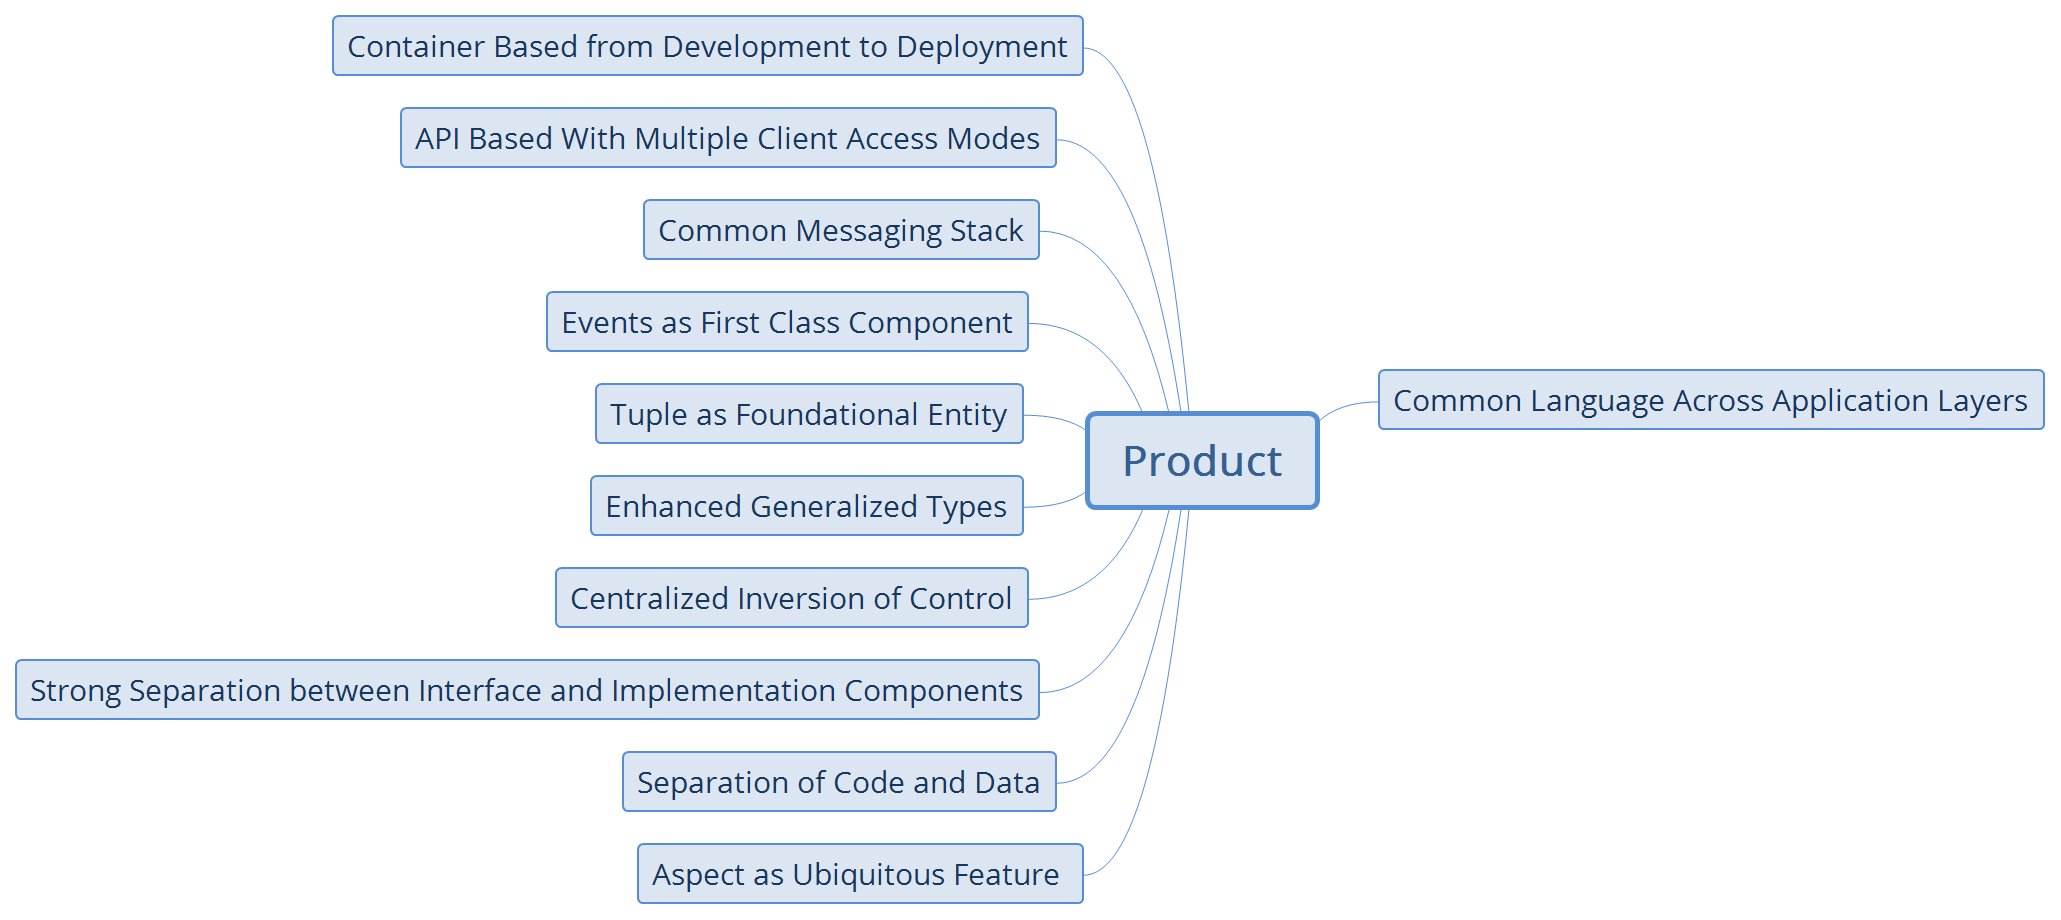 Container Based from Development to Deployment
API Based With Multiple Client Access Modes
Common Messaging Stack
Events as First Class Component
Tuple as Foundational Entity
Enhanced Generalized Types
Centralized Inversion of Control
Strong Separation between Interface and Implementation Components
Separation of Code and Data
Aspect as Ubiquitous Feature
Product
Common Language Across Application Layers